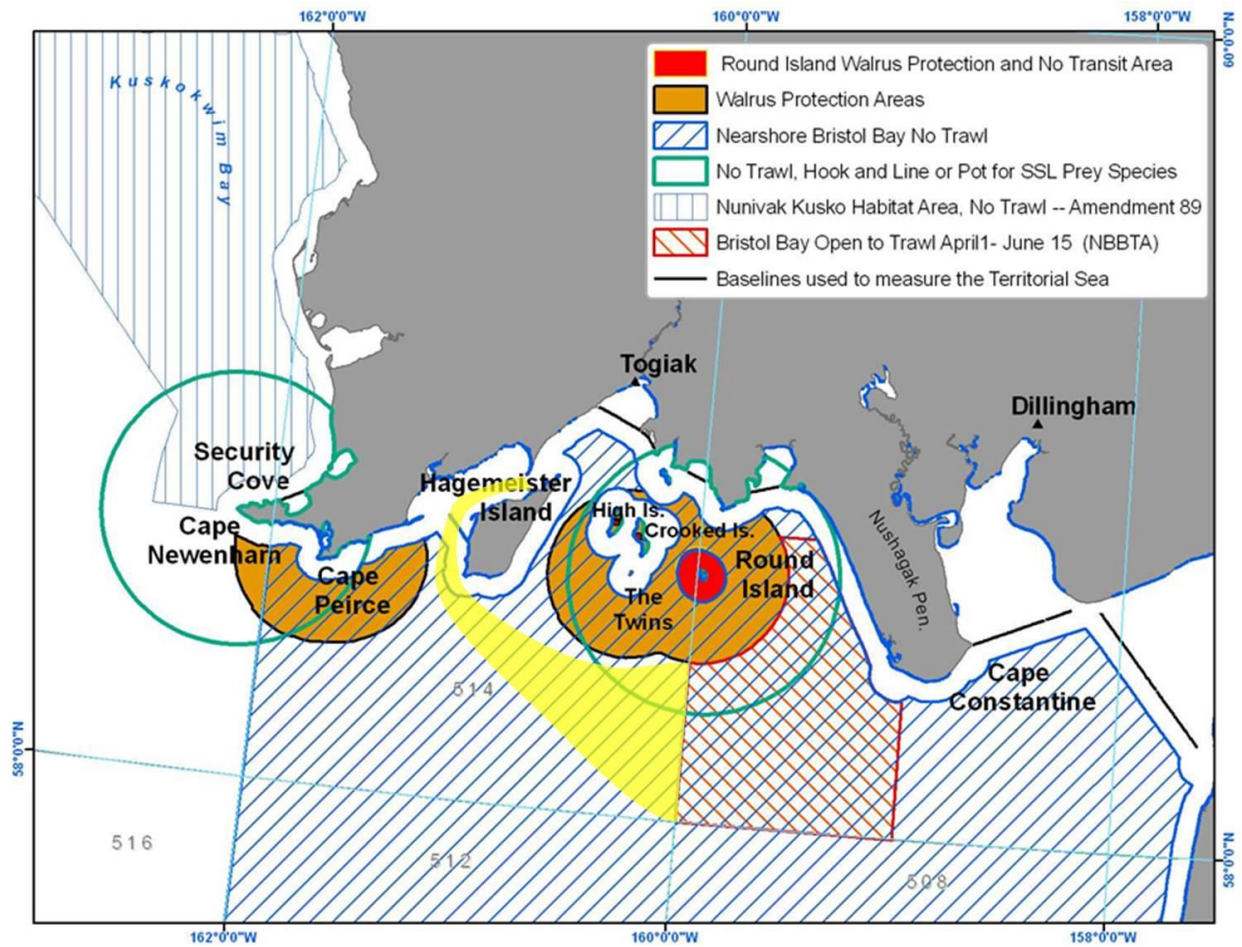 162°0'0"W
160°0'0"W
158°0'0"W
60°0'0"N
Kuskokwim Bay
Round Island Walrus Protection and No Transit Area
Walrus Protection Areas
Nearshore Bristol Bay No Trawl
No Trawl, Hook and Line or Pot for SSL Prey Species
Nunivak Kusko Habitat Area, No Trawl -- Amendment 89
Bristol Bay Open to Trawl April1- June 15 (NBBTA)
Baselines used to measure the Territorial Sea
Togiak
Dillingham
Security
Cove
Hagemeister
Island
High Is.
Crooked Is.
Cape
Newenham
Cape
Peirce
Round
Island
The
Twins
Nushagak Pen.
Cape
Constantine
514
58°0'0"N
516
512
508
58°0'0"N
162°0'0"W
160°0'0"W
158°0'0"W